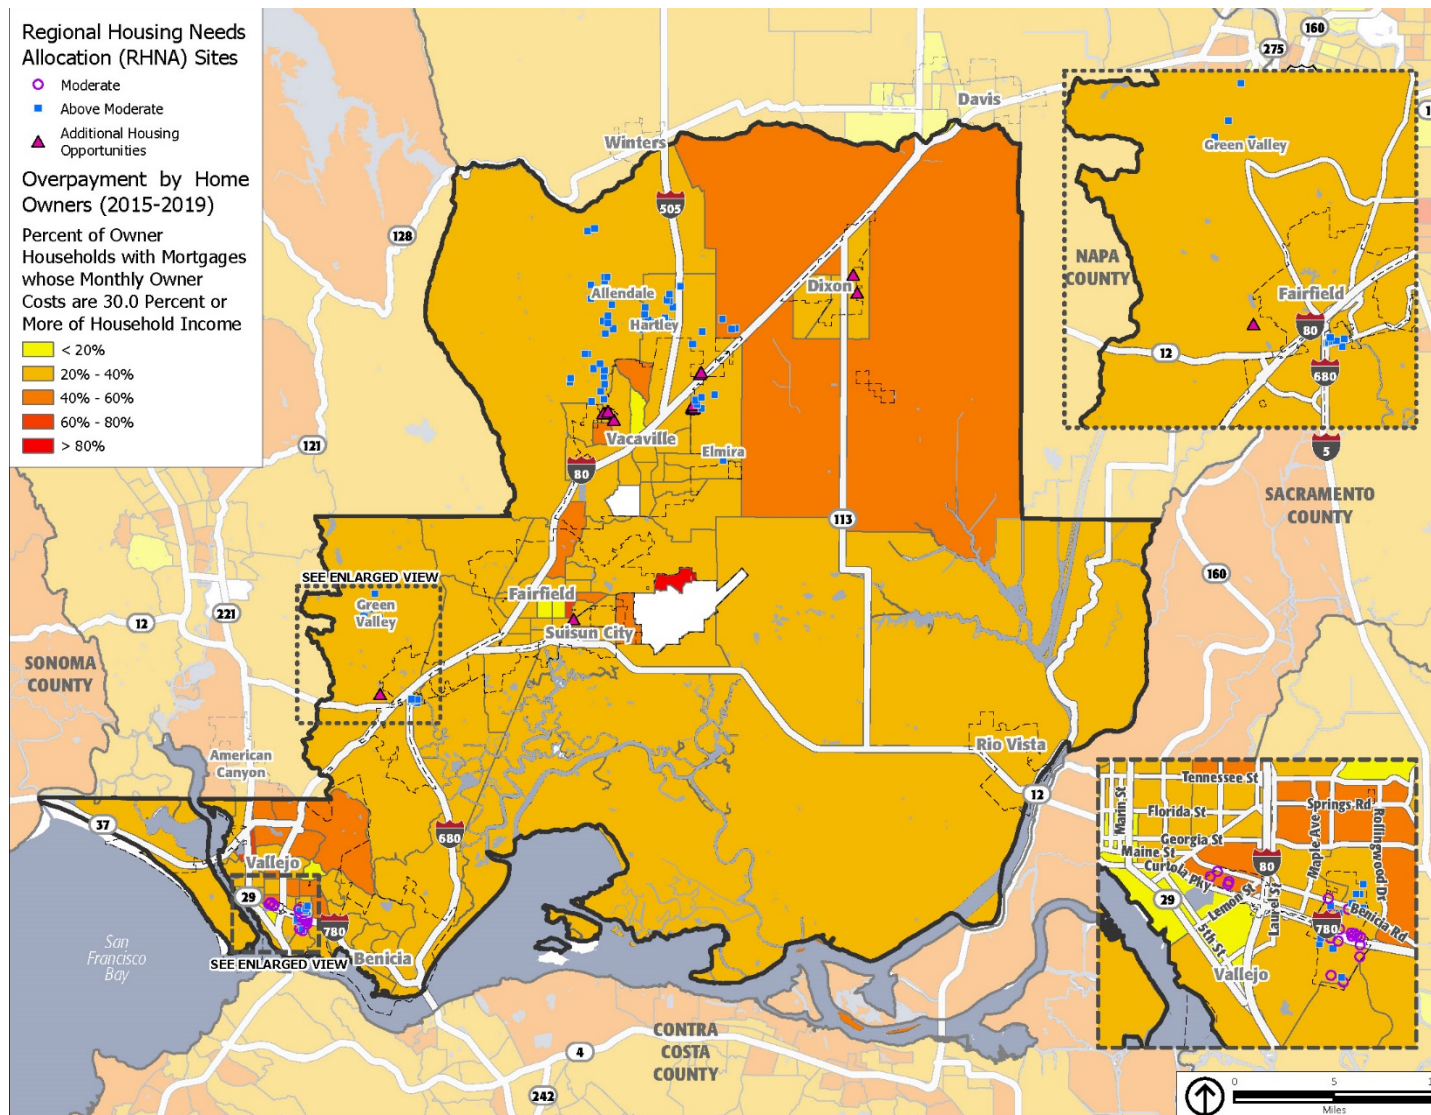 Regional Housing Needs
Allocation (RHNA) Sites
Moderate
Above Moderate
Additional Housing
Opportunities
Overpayment by Home
Owners (2015-2019)
Percent of Owner
Households with Mortgages
whose Monthly Owner
Costs are 30.0 Percent or
More of Household Income
< 20%
20% - 40%
40% - 60%
60% - 80%
> 80%
160
275
Davis
Winters
505
128
Allendale
Hartley
Dixon
Vacaville
Elmira
80
121
113
5
SACRAMENTO
COUNTY
160
SEE ENLARGED VIEW
Green
Valley
Fairfield
Suisun City
221
12
SONOMA
COUNTY
American
Canyon
Rio Vista
12
37
680
Vallejo
29
780
SEE ENLARGED VIEW
Benicia
San
Francisco
Bay
CONTRA
COSTA
COUNTY
4
242
Green Valley
NAPA
COUNTY
Fairfield
80
12
680
Tennessee St
Marin St
Florida St
Springs Rd
Georgia St
Maple Ave
Rollingwood Dr
Maine St
Curtola PKy
80
29
Lemon St
Laurel St
5th St
780
Benicia Rd
Vallejo
0
5
Miles